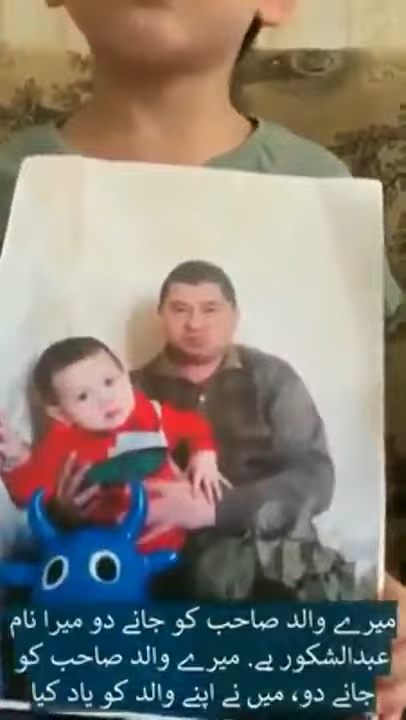 میرے والد صاحب کو جانے دو میرا نام
عبدالشکور ہے. میرے والد صاحب کو
جانے دو، میں نے اپنے والد کو یاد کیا